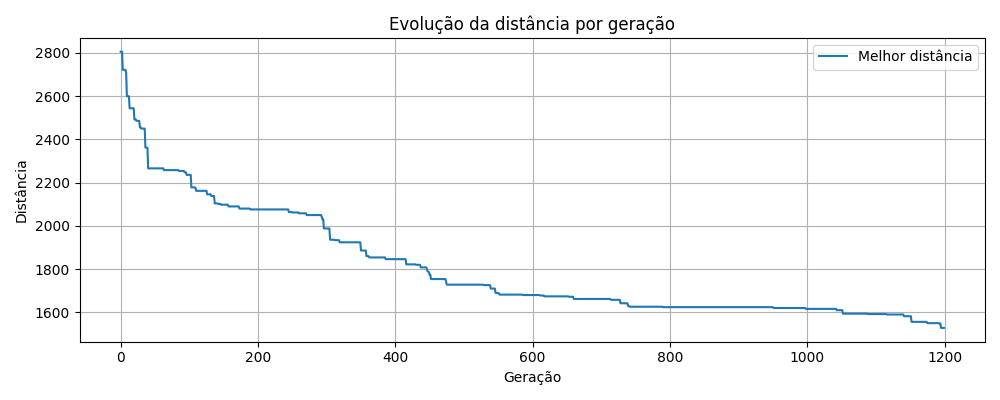 Evolução da distância por geração
Melhor distância
Distância
2800
2600
2400
2200
2000
1800
1600
0 200 400 600 800 1000 1200
Geração